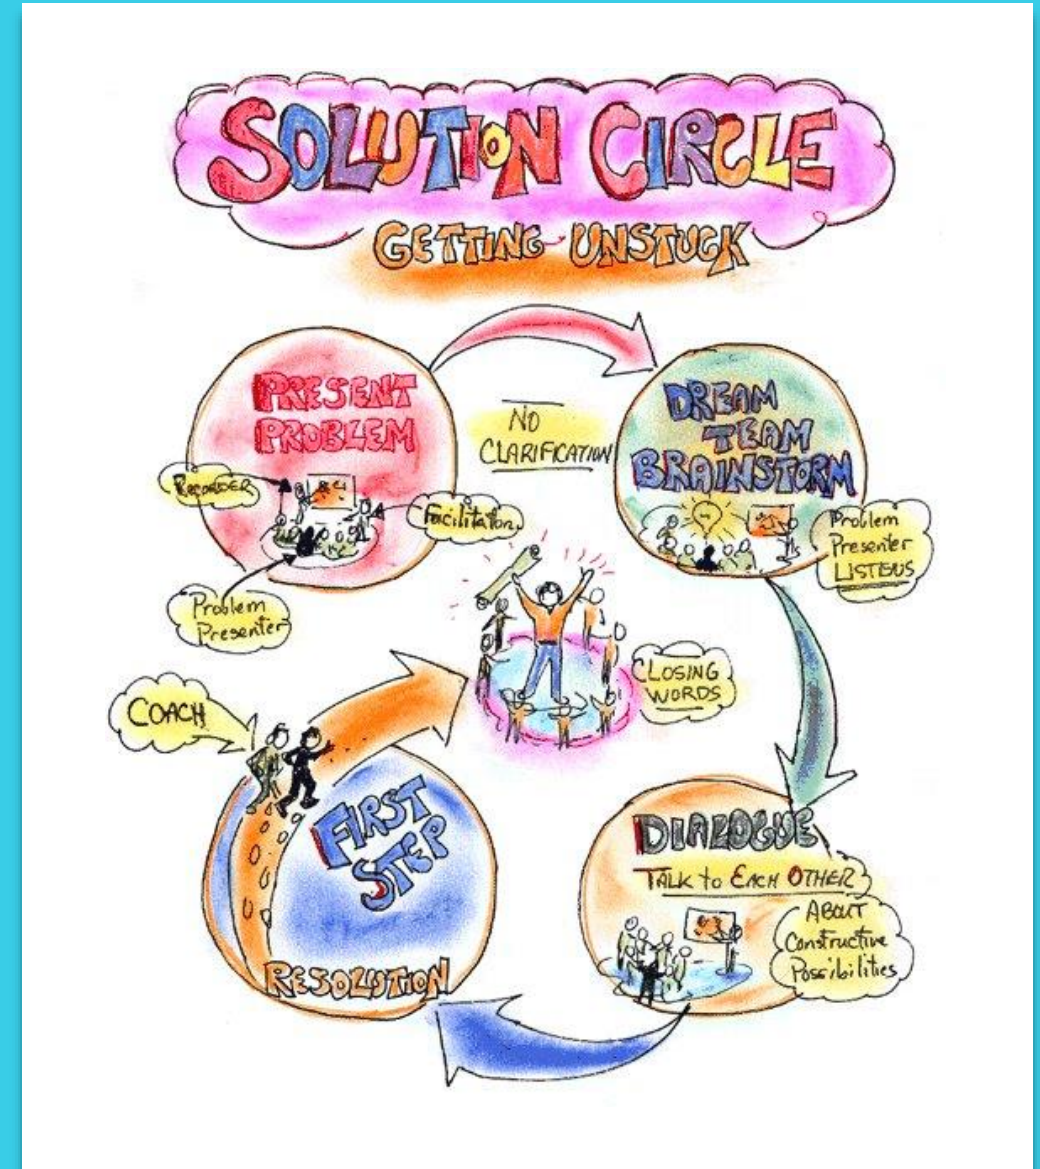 SOLUTION CIRCLE
GETTING UNSTUCK
PRESENT
PROBLEM
RECORDER
Facilitator
Problem
Presenter
NO
CLARIFICATION
DREAM
TEAM
BRAINSTORM
Problem
Presenter
LISTENS
CLOSING
WORDS
DIALOGUE
TALK to EACH OTHER
ABOUT
Constructive
Possibilities
COACH
FIRST
STEP
RESOLUTION